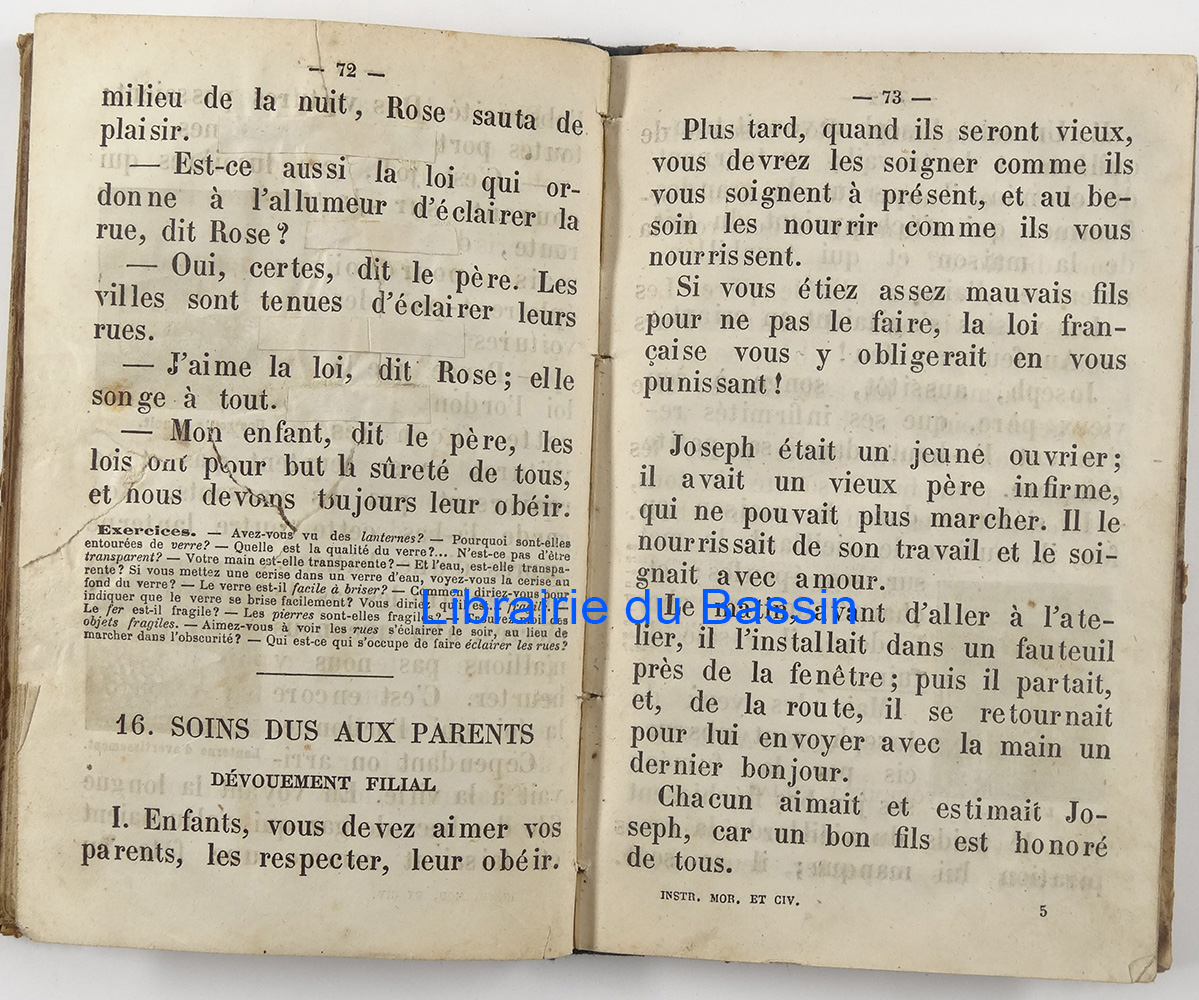 — 72 —
milieu de la nuit, Rose sauta de
plaisir.
— Est-ce aussi la loi qui or-
donne à l'allumeur d'éclairer la
rue, dit Rose ?
— Oui, certes, dit le père. Les
villes sont tenues d'éclairer leurs
rues.
— J'aime la loi, dit Rose ; elle
songe à tout.
— Mon enfant, dit le père, les
lois ont pour but la sûreté de tous,
et nous devons toujours leur obéir.
Exercices. — Avez-vous vu des lanternes? — Pourquoi sont-elles
entourées de verre? — Quelle est la qualité du verre?... N'est-ce pas d'être
transparent? — Votre main est-elle transparente? — Et l'eau, est-elle transpa-
rente? Si vous mettez une cerise dans un verre d'eau, voyez-vous la cerise au
fond du verre? — Le verre est-il facile à briser? — Comment diriez-vous pour
indiquer que le verre se brise facilement? Vous diriez qu'il est fragile. —
Le fer est-il fragile? — Les pierres sont-elles fragiles? des
objets fragiles. — Aimez-vous à voir les rues s'éclairer le soir, au lieu de
marcher dans l'obscurité? — Qui est-ce qui s'occupe de faire éclairer les rues?
16. SOINS DUS AUX PARENTS
DÉVOUEMENT FILIAL
I. Enfants, vous devez aimer vos
parents, les respecter, leur obéir.
— 73 —
Plus tard, quand ils seront vieux,
vous devrez les soigner comme ils
vous soignent à présent, et au be-
soin les nourrir comme ils vous
nourrissent.
Si vous étiez assez mauvais fils
pour ne pas le faire, la loi fran-
çaise vous y obligerait en vous
punissant !
Joseph était un jeune ouvrier ;
il avait un vieux père infirme,
qui ne pouvait plus marcher. Il le
nourrissait de son travail et le soi-
gnait avec amour.
Le matin, avant d'aller à l'ate-
lier, il l'installait dans un fauteuil
près de la fenêtre ; puis il partait,
et, de la route, il se retournait
pour lui envoyer avec la main un
dernier bonjour.
Chacun aimait et estimait Jo-
seph, car un bon fils est honoré
de tous.
INSTR. MOR. ET CIV.
5
Librairie du Bassin